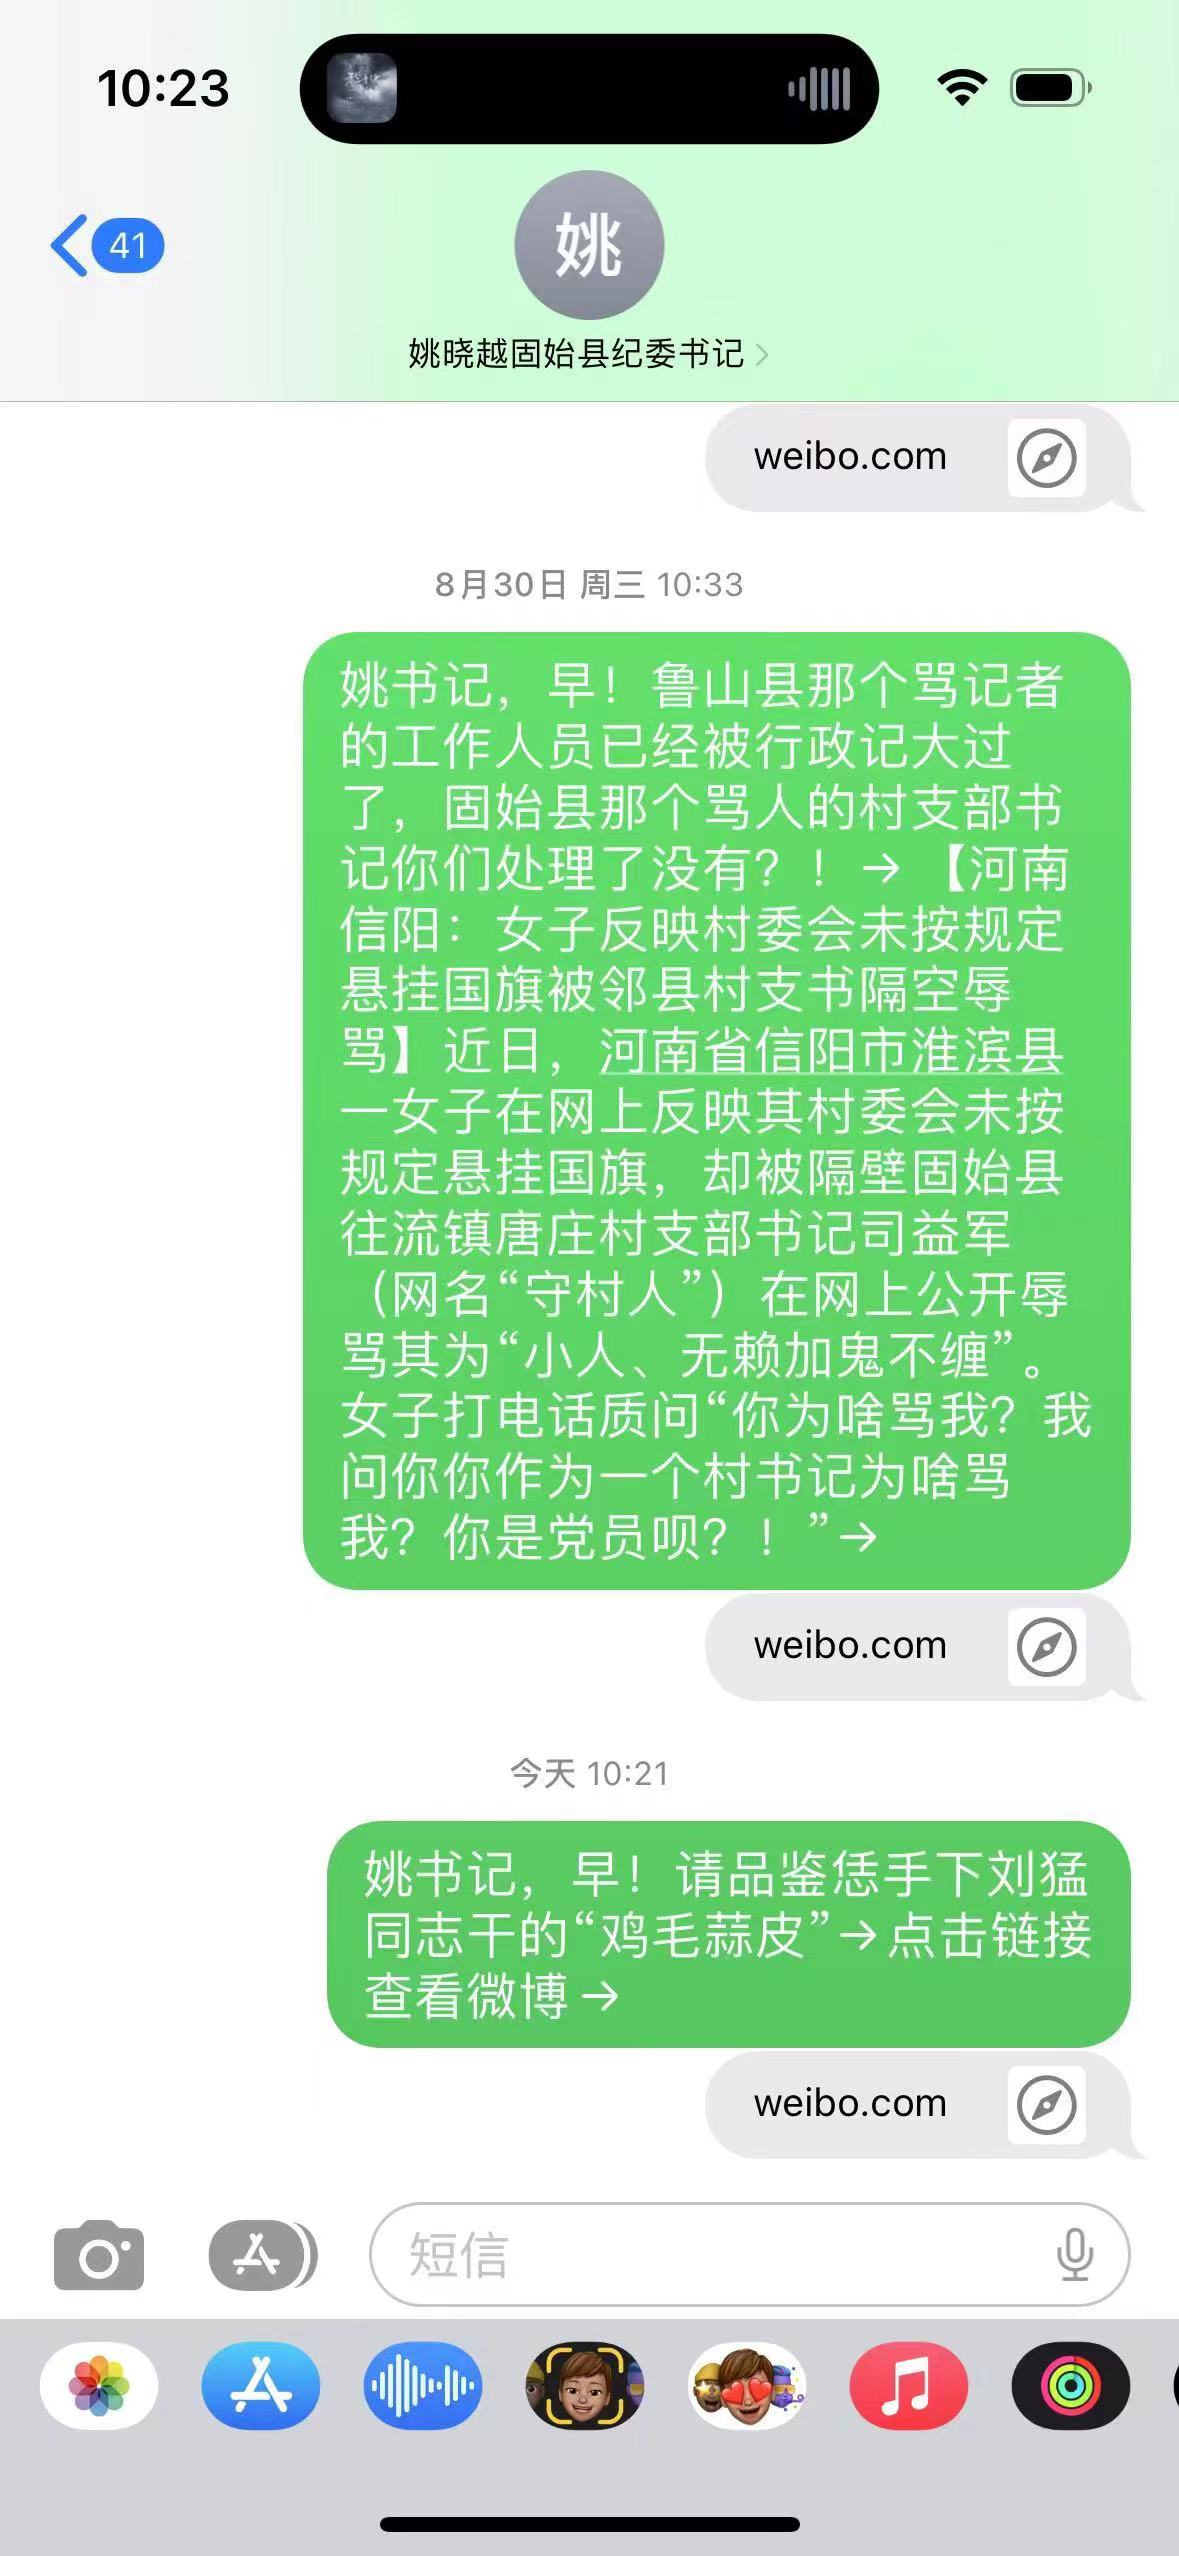 10:23
41
姚
姚晓越固始县纪委书记
weibo.com
8月30日 周三 10:33
姚书记，早！鲁山县那个骂记者
的工作人员已经被行政记大过
了，固始县那个骂人的村支部书
记你们处理了没有？！→【河南
信阳：女子反映村委会未按规定
悬挂国旗被邻县村支书隔空辱
骂】近日，河南省信阳市淮滨县
一女子在网上反映其村委会未按
规定悬挂国旗，却被隔壁固始县
往流镇唐庄村支部书记司益军
（网名“守村人”）在网上公开辱
骂其为“小人、无赖加鬼不缠”。
女子打电话质问“你为啥骂我？我
问你你作为一个村书记为啥骂
我？你是党员呗？！”→
weibo.com
今天 10:21
姚书记，早！请品鉴恁手下刘猛
同志干的“鸡毛蒜皮”→点击链接
查看微博→
weibo.com
短信